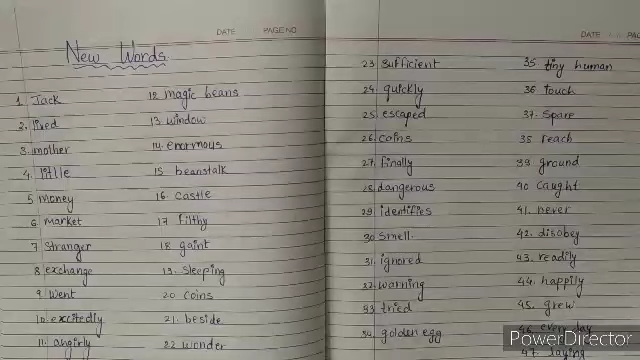 DATE PAGE NO
New Words
1. Jack
2. lived
3. mother
4. little
5 money
6. market
7 Stranger
8 exchange
9 Went
10. excitedly
11. angirly
12 magic beans
13. window
14. enormous
15 beanstalk
16. castle
17 filthy
18 gaint
19. sleeping
20 coins
21. beside
22 wonder
DATE
23 sufficient
24. quickly
25 escaped
26 coins
27 finally
28 dangerous
29 identifies
30 smell.
31. ignored
32 warning
33 tried
34. golden egg
35 tiny human
36 touch
37. spare
38 reach
39 ground
40 caught
41. never
42. disobey
43. readily
44. happily
45. grew
46 every day
47. laying
PowerDirector